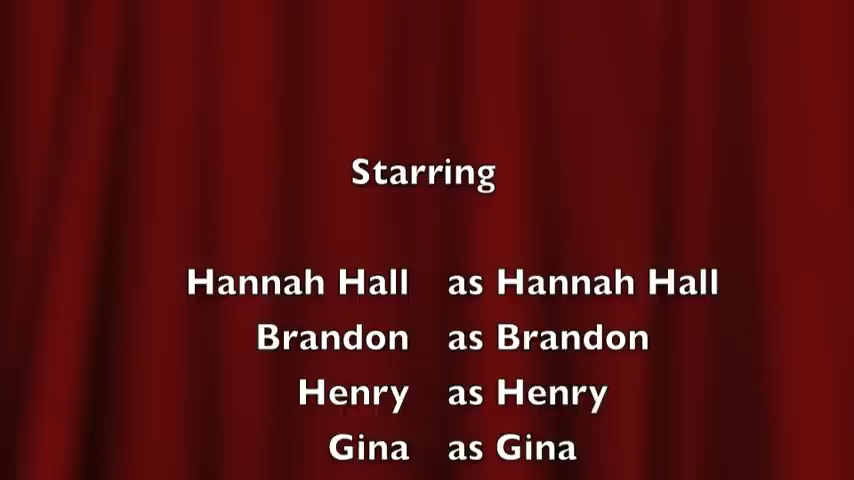 Starring
Hannah Hall as Hannah Hall
Brandon as Brandon
Henry as Henry
Gina as Gina